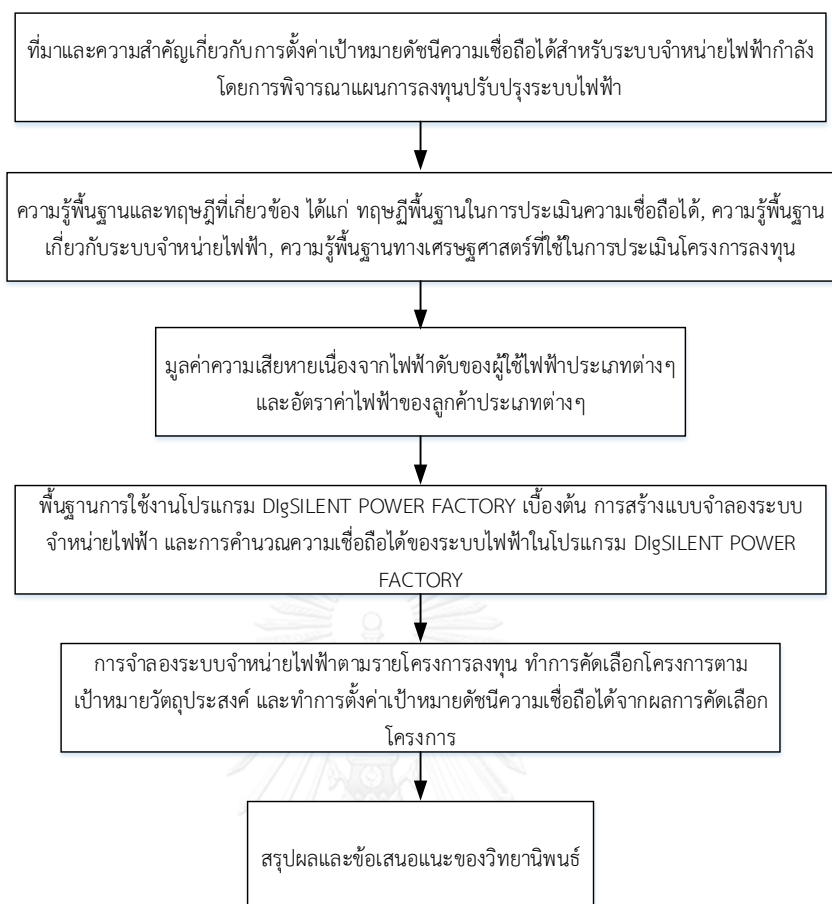 ที่มาและความสำคัญเกี่ยวกับการตั้งค่าเป้าหมายดัชนีความเชื่อถือได้สำหรับระบบจำหน่ายไฟฟ้ากำลัง
โดยการพิจารณาแผนการลงทุนปรับปรุงระบบไฟฟ้า
ความรู้พื้นฐานและทฤษฎีที่เกี่ยวข้อง ได้แก่ ทฤษฎีพื้นฐานในการประเมินความเชื่อถือได้, ความรู้พื้นฐาน
เกี่ยวกับระบบจำหน่ายไฟฟ้า, ความรู้พื้นฐานทางเศรษฐศาสตร์ที่ใช้ในการประเมินโครงการลงทุน
มูลค่าความเสียหายเนื่องจากไฟฟ้าดับของผู้ใช้ไฟฟ้าประเภทต่างๆ
และอัตราค่าไฟฟ้าของลูกค้าประเภทต่างๆ
พื้นฐานการใช้งานโปรแกรม DIgSILENT POWER FACTORY เบื้องต้น การสร้างแบบจำลองระบบ
จำหน่ายไฟฟ้า และการคำนวณความเชื่อถือได้ของระบบไฟฟ้าในโปรแกรม DIgSILENT POWER
FACTORY
การจำลองระบบจำหน่ายไฟฟ้าตามรายโครงการลงทุน ทำการคัดเลือกโครงการตาม
เป้าหมายวัตถุประสงค์ และทำการตั้งค่าเป้าหมายดัชนีความเชื่อถือได้จากผลการคัดเลือก
โครงการ
สรุปผลและข้อเสนอแนะของวิทยานิพนธ์